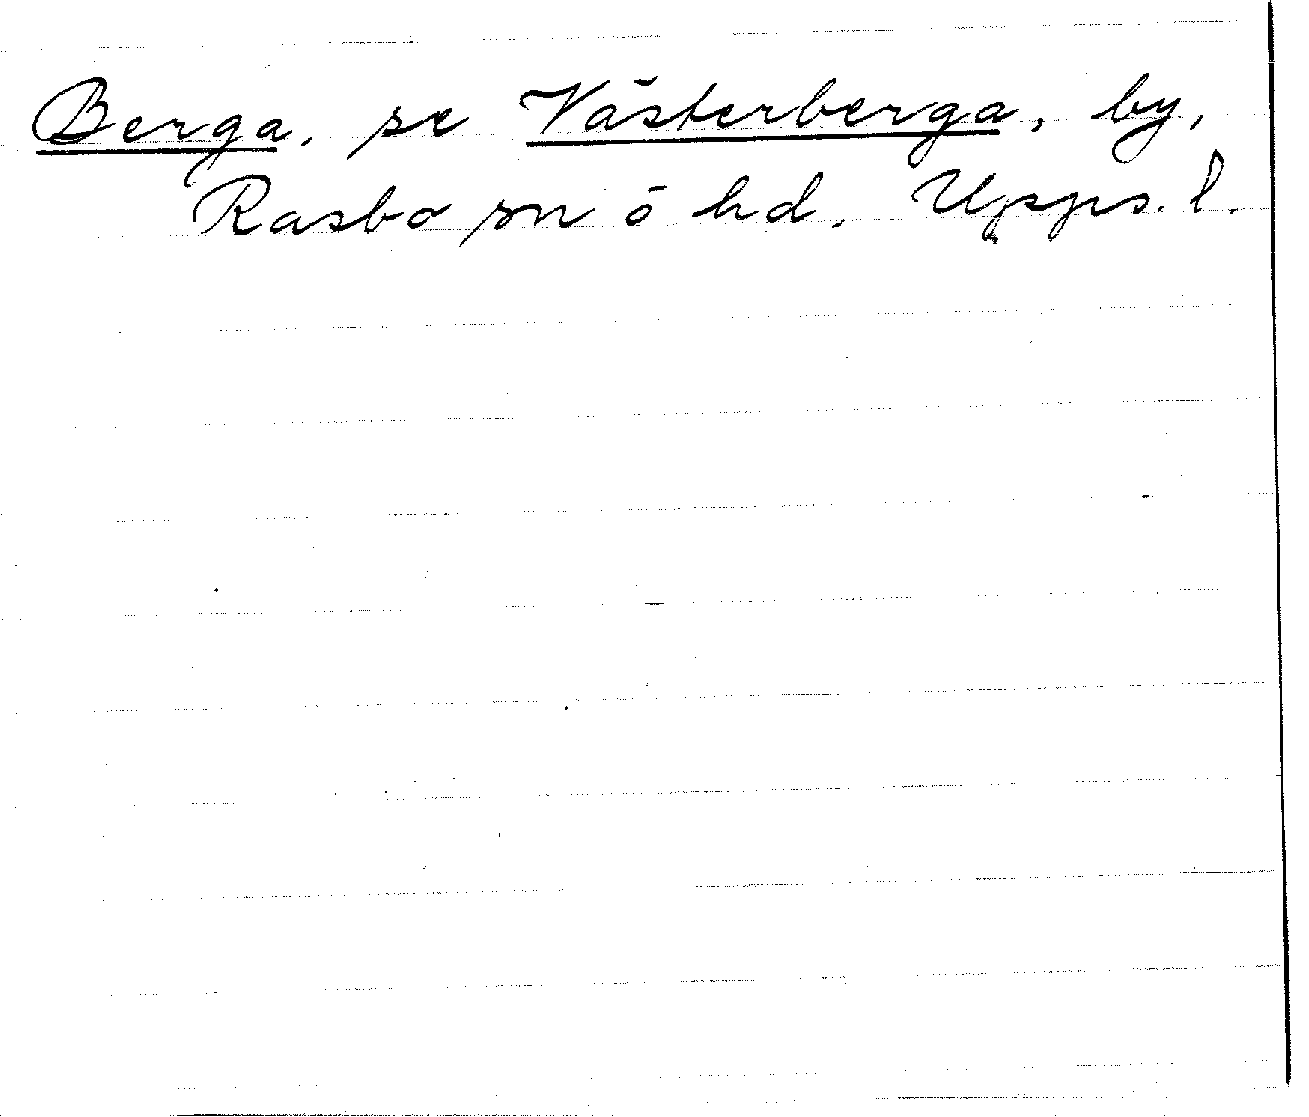 Berga, se Västerberga, by,
Rasbo sn o hd. Upps. l.